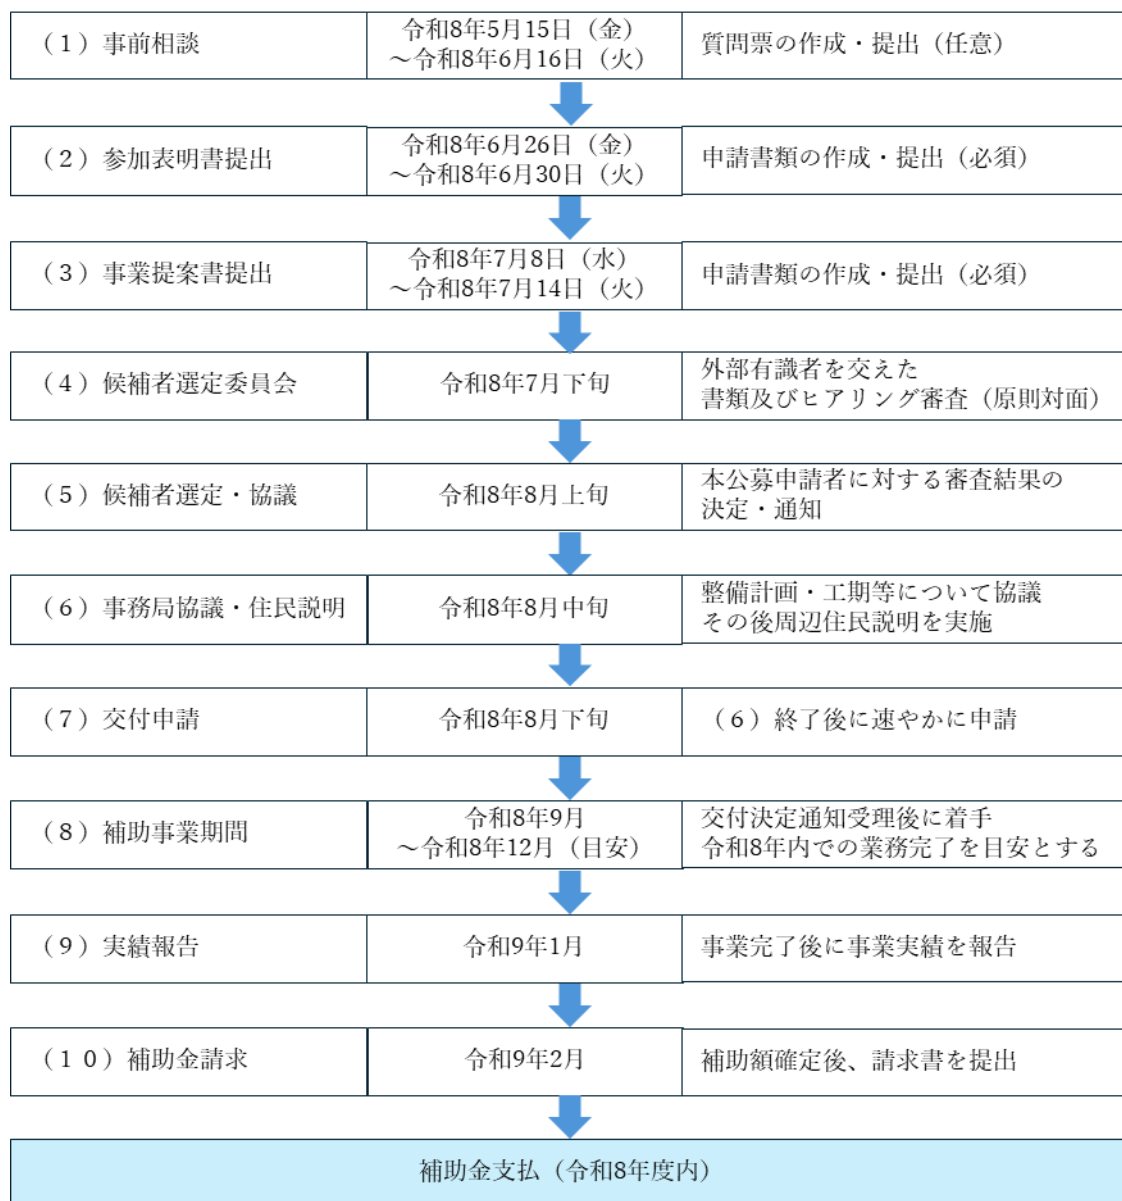 （１）事前相談
令和8年5月15日（金）
～令和8年6月16日（火）
質問票の作成・提出（任意）
（２）参加表明書提出
令和8年6月26日（金）
～令和8年6月30日（火）
申請書類の作成・提出（必須）
（３）事業提案書提出
令和8年7月8日（水）
～令和8年7月14日（火）
申請書類の作成・提出（必須）
（４）候補者選定委員会
令和8年7月下旬
外部有識者を交えた
書類及びヒアリング審査（原則対面）
（５）候補者選定・協議
令和8年8月上旬
本公募申請者に対する審査結果の
決定・通知
（６）事務局協議・住民説明
令和8年8月中旬
整備計画・工期等について協議
その後周辺住民説明を実施
（７）交付申請
令和8年8月下旬
（６）終了後に速やかに申請
（８）補助事業期間
令和8年9月
～令和8年12月（目安）
交付決定通知受理後に着手
令和8年内での業務完了を目安とする
（９）実績報告
令和9年1月
事業完了後に事業実績を報告
（１０）補助金請求
令和9年2月
補助額確定後、請求書を提出
補助金支払（令和8年度内）